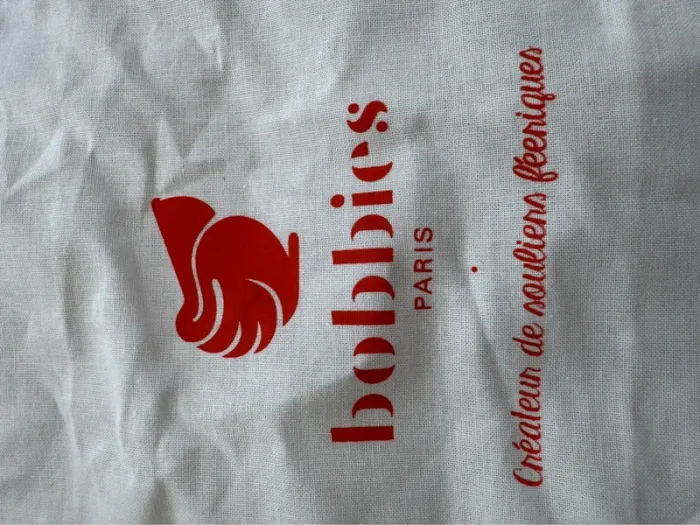 bobbies
PARIS
Créateur de souliers féeriques